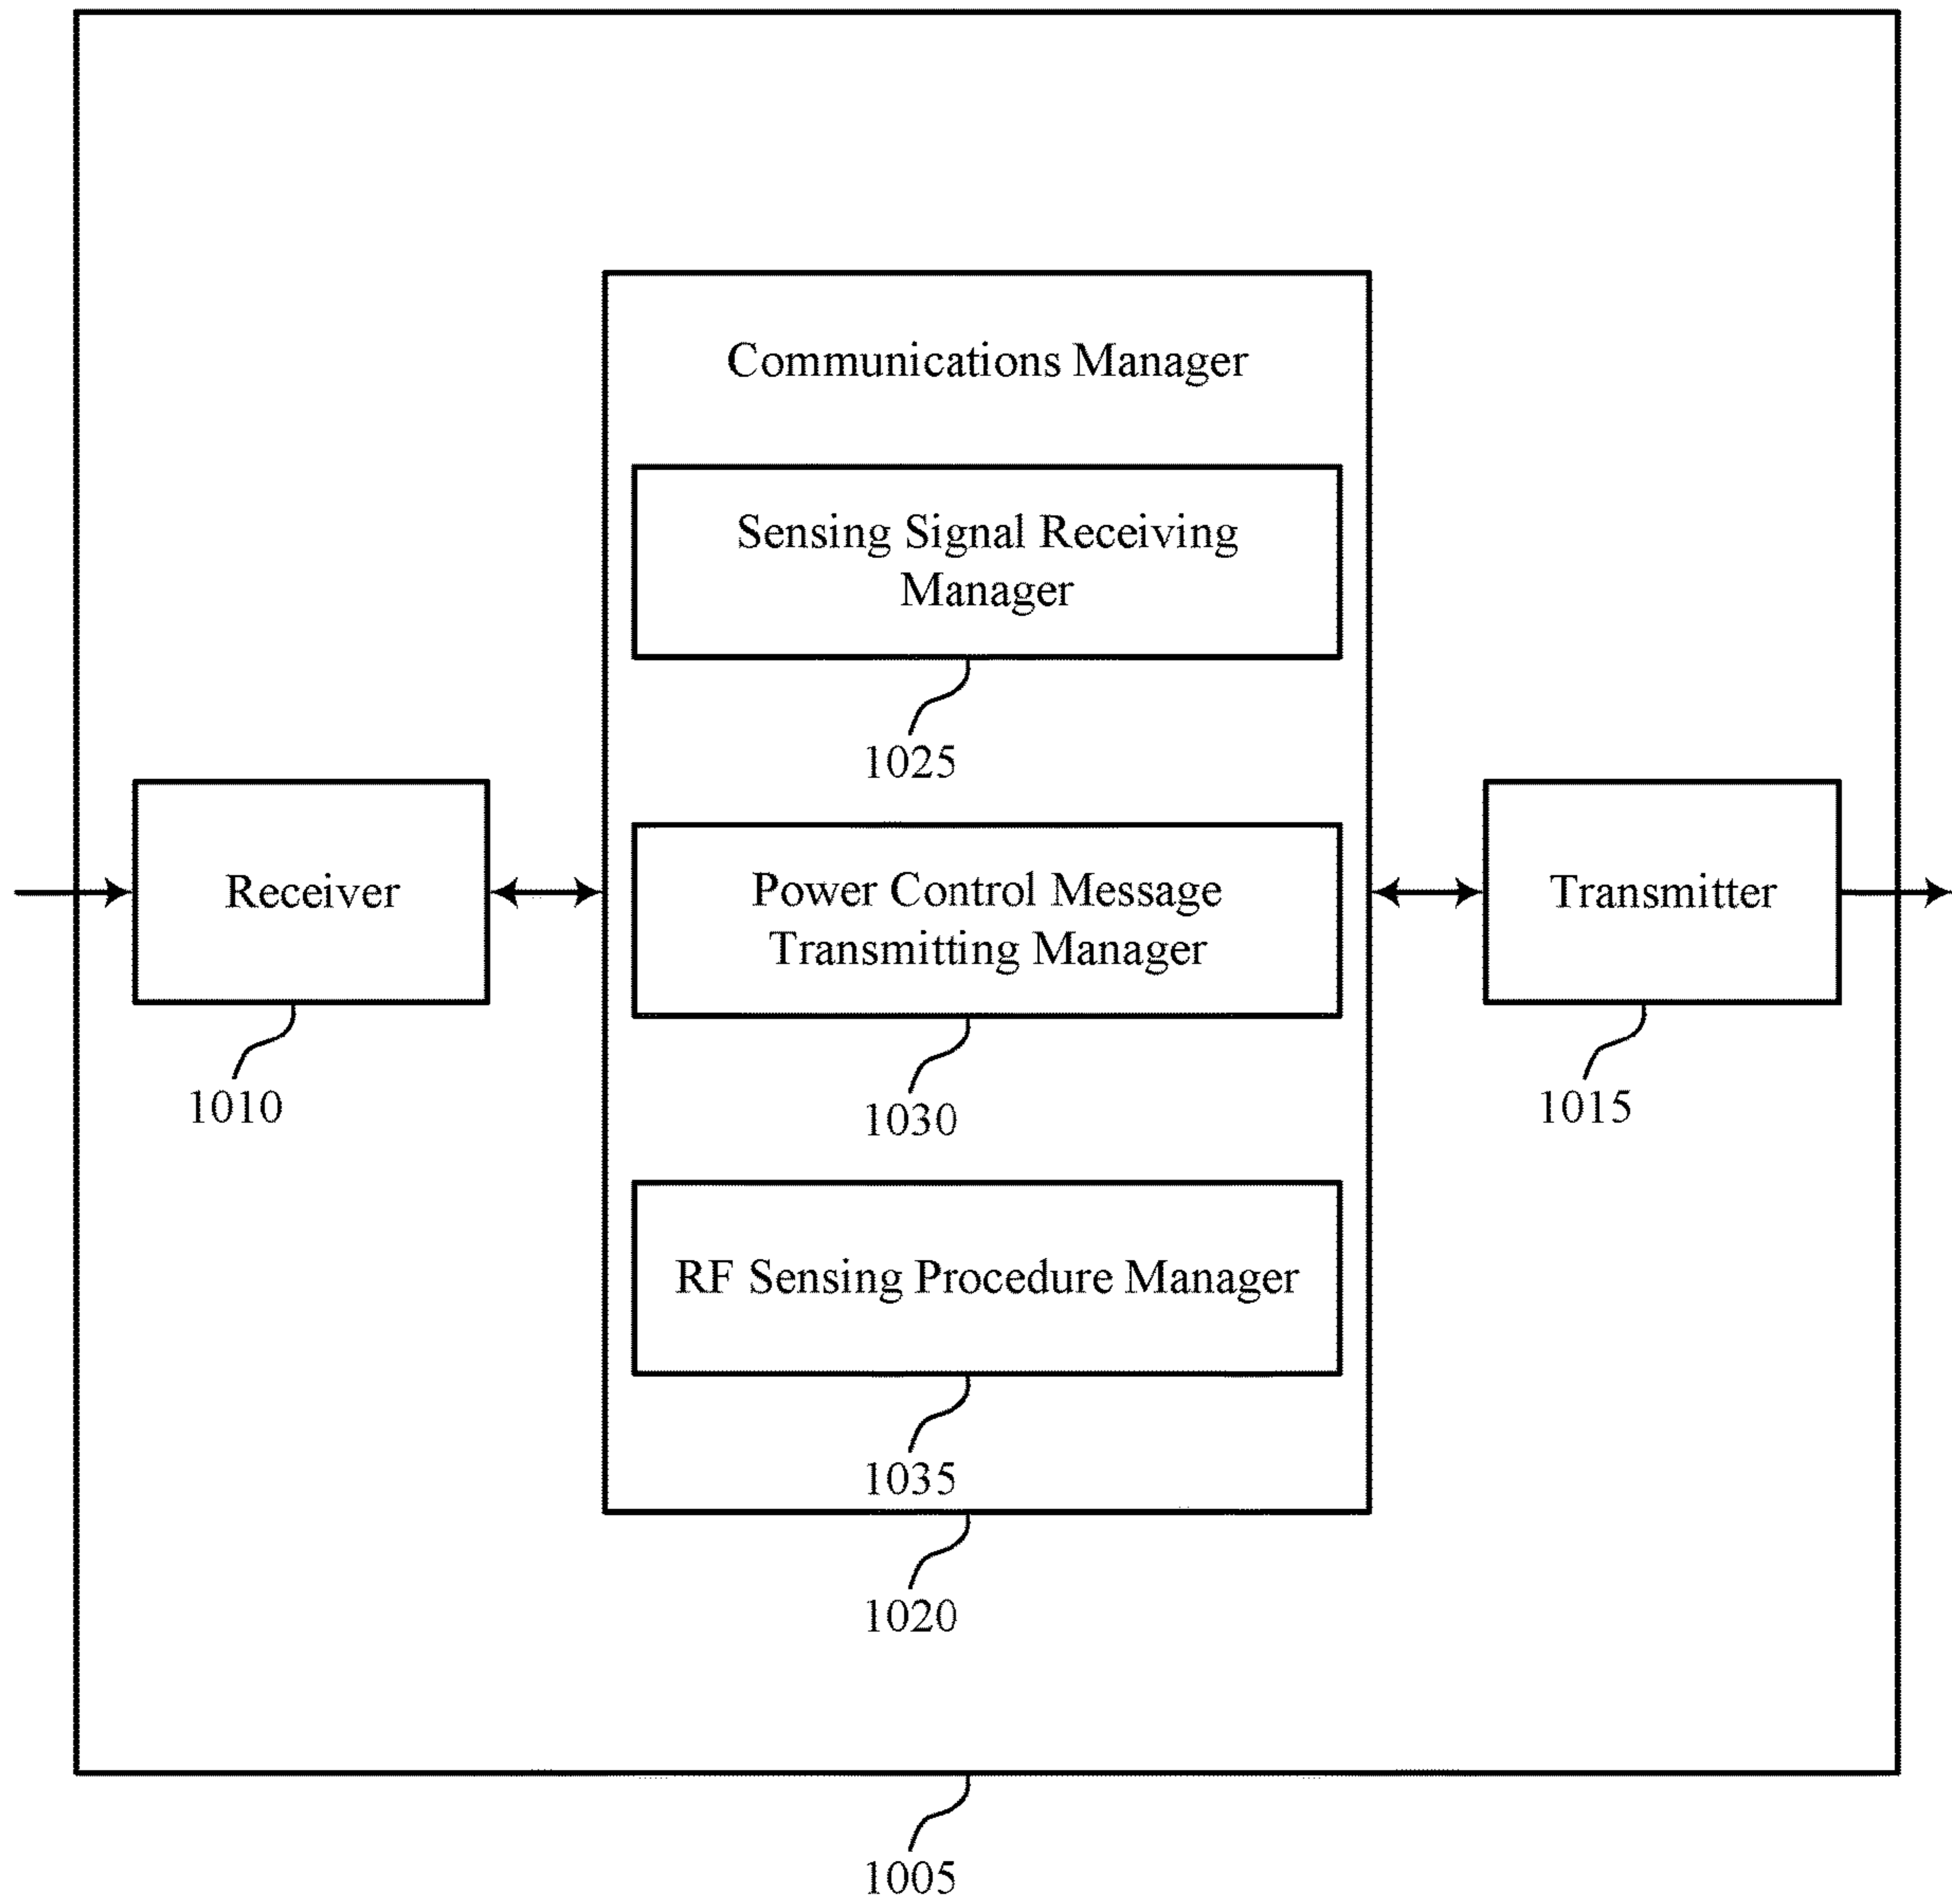 Communications Manager
Sensing Signal Receiving
Manager
1025
Receiver
1010
Power Control Message
Transmitting Manager
1030
Transmitter
1015
RF Sensing Procedure Manager
1035
1020
1005